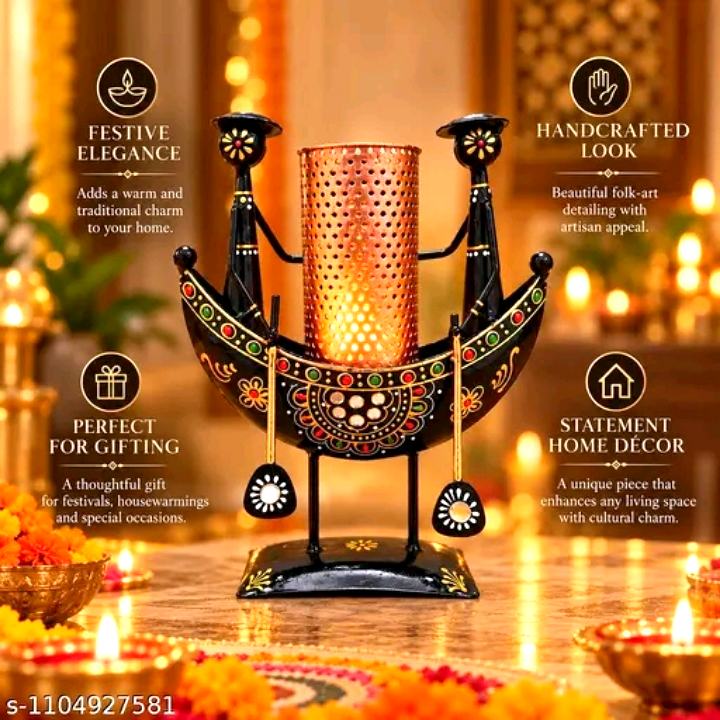 FESTIVE
ELEGANCE
Adds a warm and
traditional charm
to your home.
HANDCRAFTED
LOOK
Beautiful folk-art
detailing with
artisan appeal.
PERFECT
FOR GIFTING
A thoughtful gift
for festivals, housewarmings
and special occasions.
STATEMENT
HOME DÉCOR
A unique piece that
enhances any living space
with cultural charm.
s-1104927581